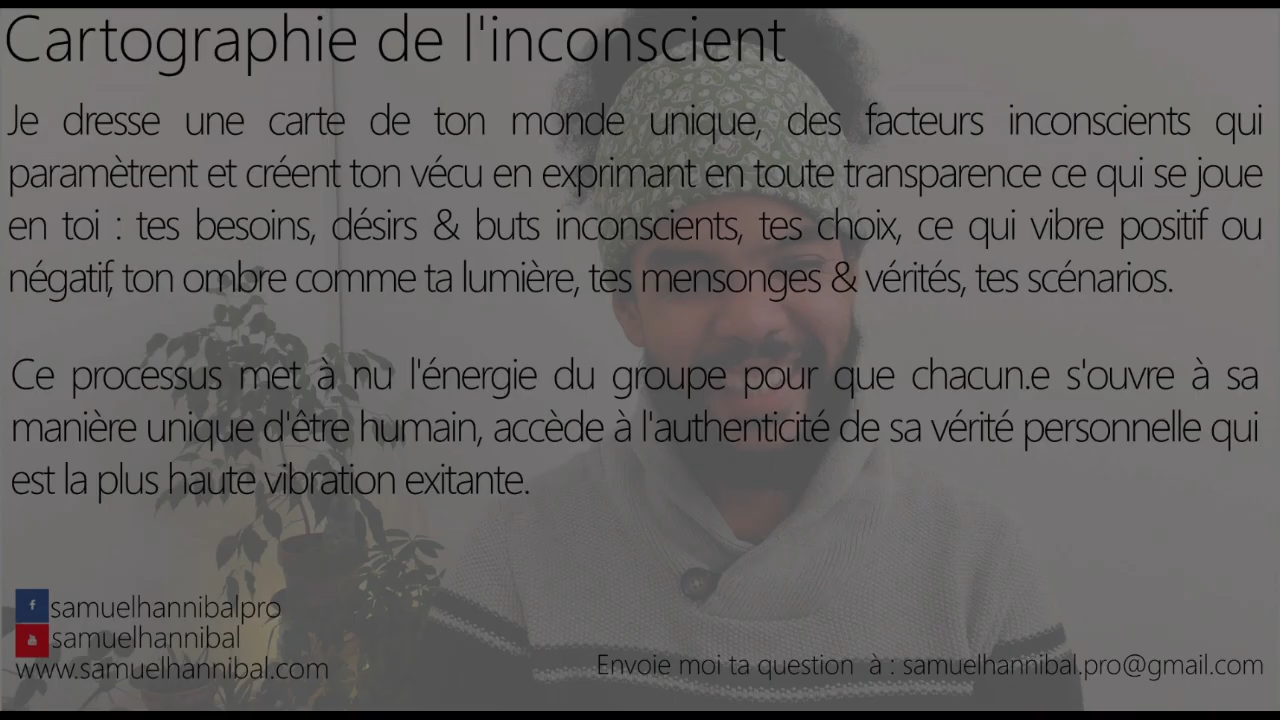 Cartographie de l'inconscient
Je dresse une carte de ton monde unique, des facteurs inconscients qui
paramètrent et créent ton vécu en exprimant en toute transparence ce qui se joue
en toi : tes besoins, désirs & buts inconscients, tes choix, ce qui vibre positif ou
négatif, ton ombre comme ta lumière, tes mensonges & vérités, tes scénarios.
Ce processus met à nu l'énergie du groupe pour que chacun.e s'ouvre à sa
manière unique d'être humain, accède à l'authenticité de sa vérité personnelle qui
est la plus haute vibration exitante.
f samuelhannibalpro
samuelhannibal
www.samuelhannibal.com
Envoie moi ta question à : samuelhannibal.pro@gmail.com